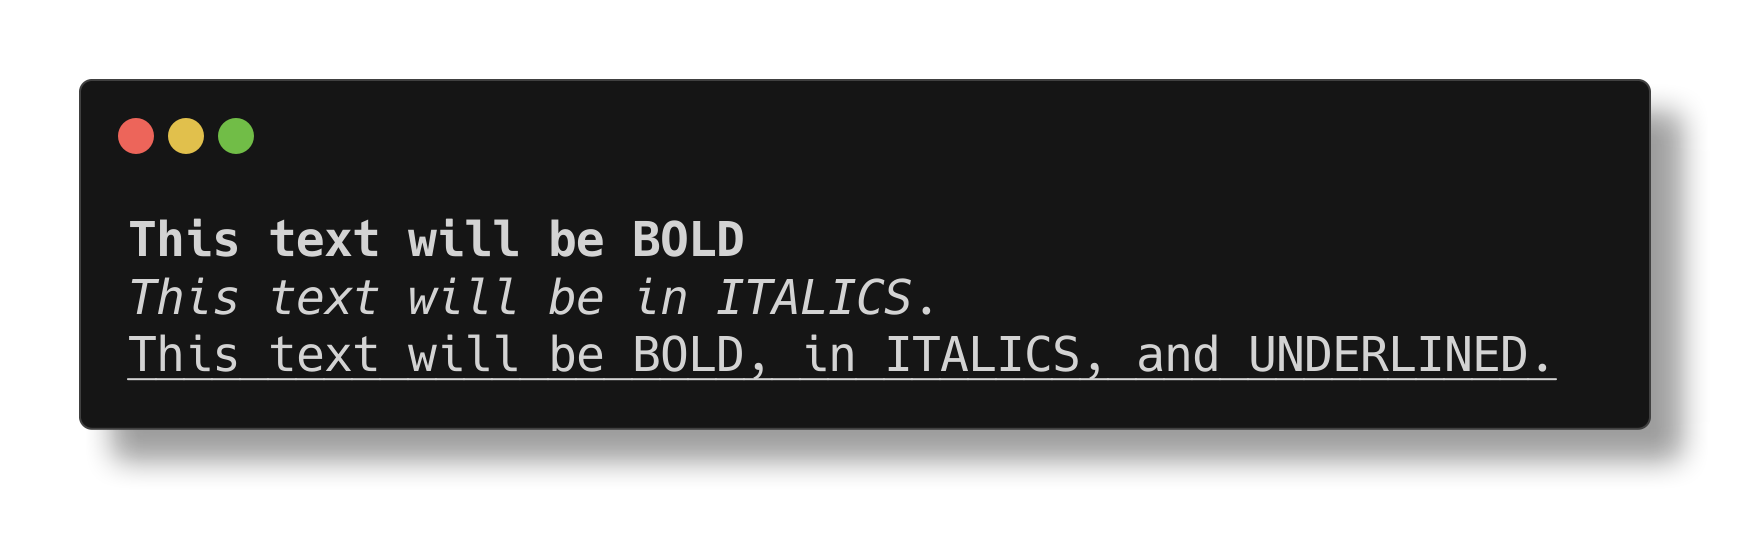 This text will be BOLD
This text will be in ITALICS.
This text will be BOLD, in ITALICS, and UNDERLINED.